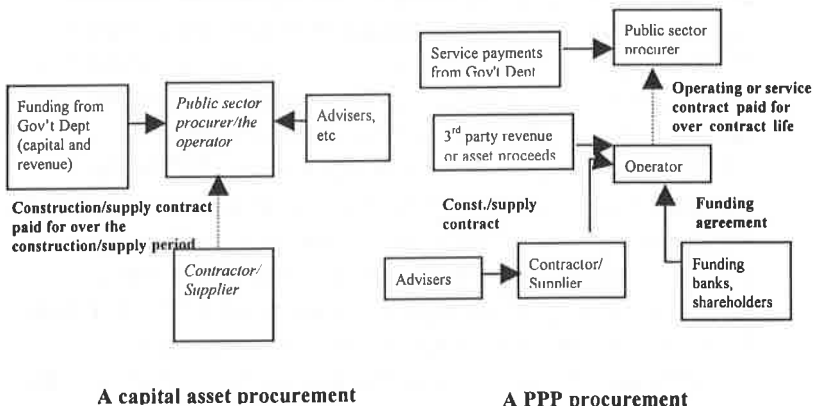 Funding from
Gov't Dept
(capital and
revenue)
Public sector
procurer/the
operator
Advisers,
etc
Construction/supply contract
paid for over the
construction/supply period
Contractor/
Supplier
A capital asset procurement
Service payments
from Gov't Dept
Public sector
procurer
Operating or service
contract paid for
over contract life
3rd party revenue
or asset proceeds
Operator
Const./supply
contract
Funding
agreement
Advisers
Contractor/
Supplier
Funding
banks,
shareholders
A PPP procurement